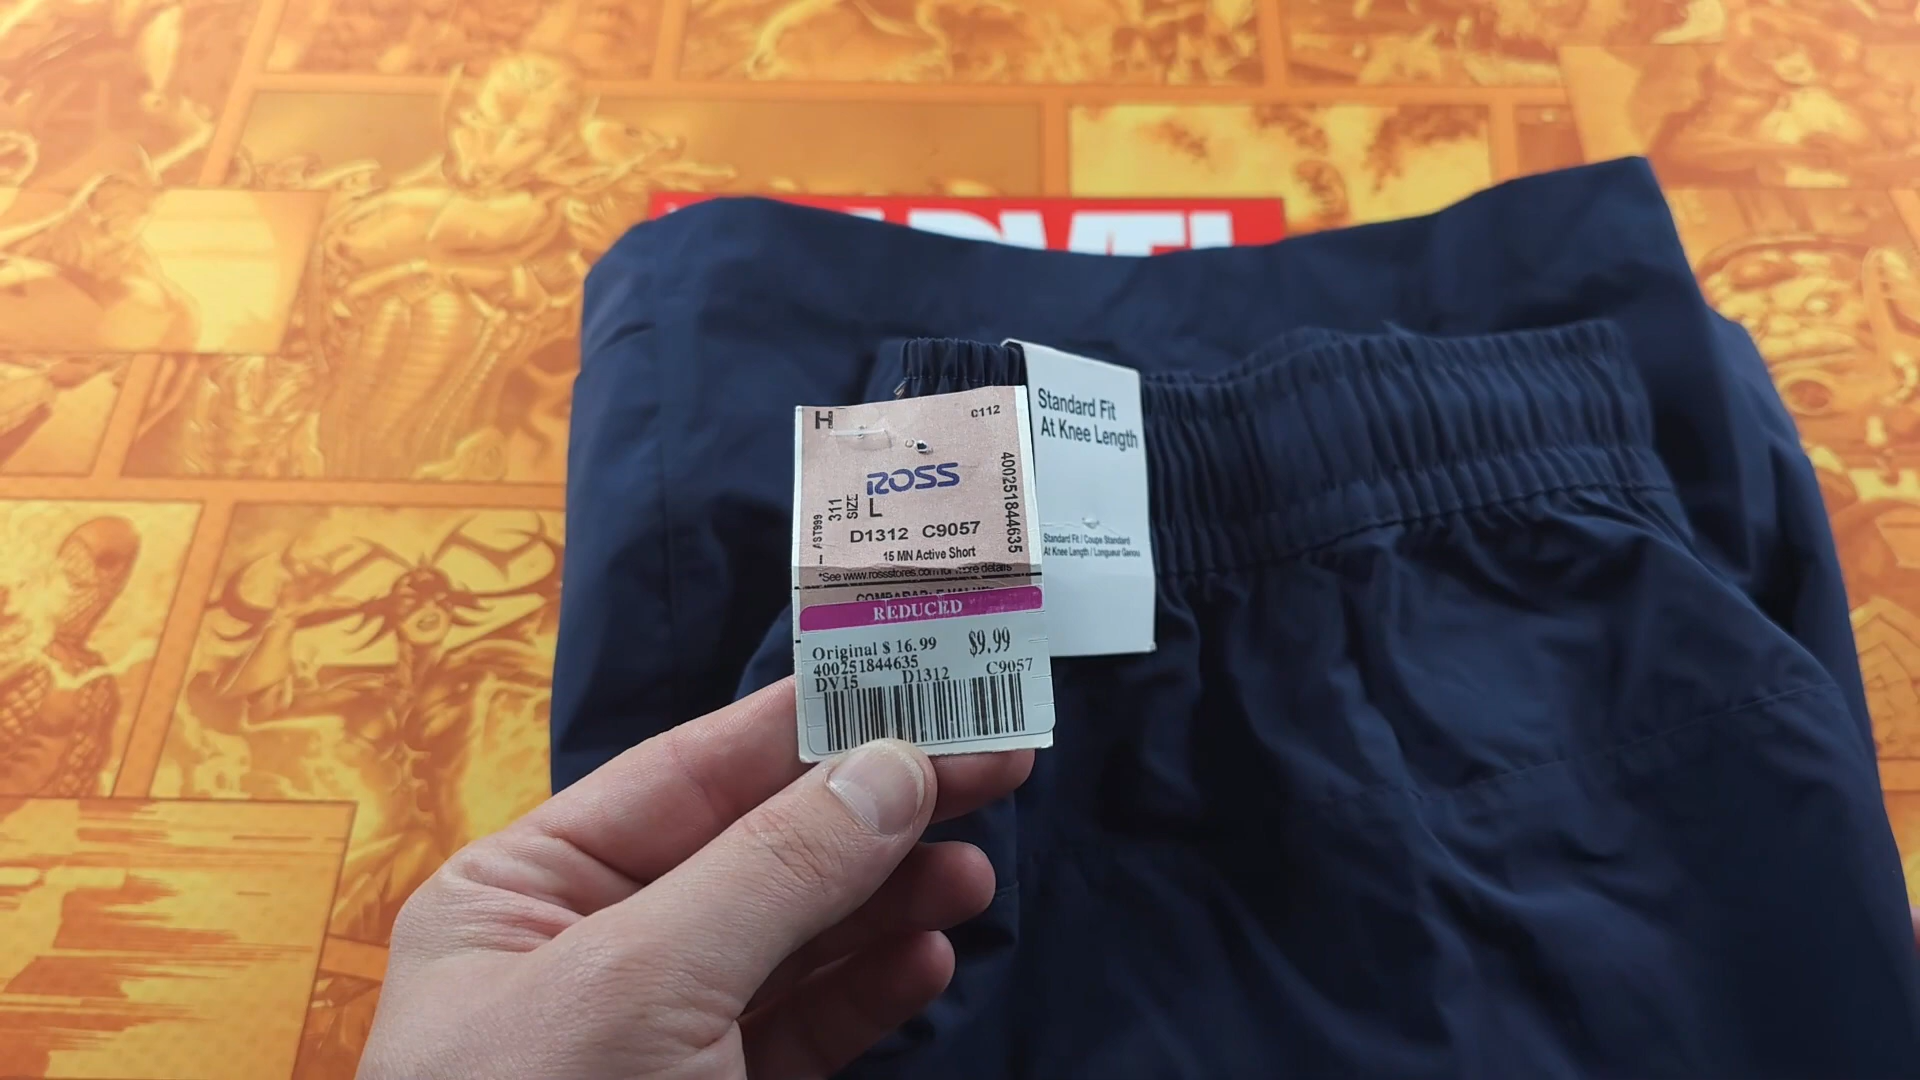 H
C112
ROSS
AST999
311
SIZE
L
400251844635
D1312 C9057
15 MN Active Short
*See www.rossstores.com for more details
REDUCED
Original $ 16.99 $9.99
400251844635
DV15 D1312 C9057
Standard Fit
At Knee Length
Standard Fit / Coupe Standard
At Knee Length / Longueur Genou